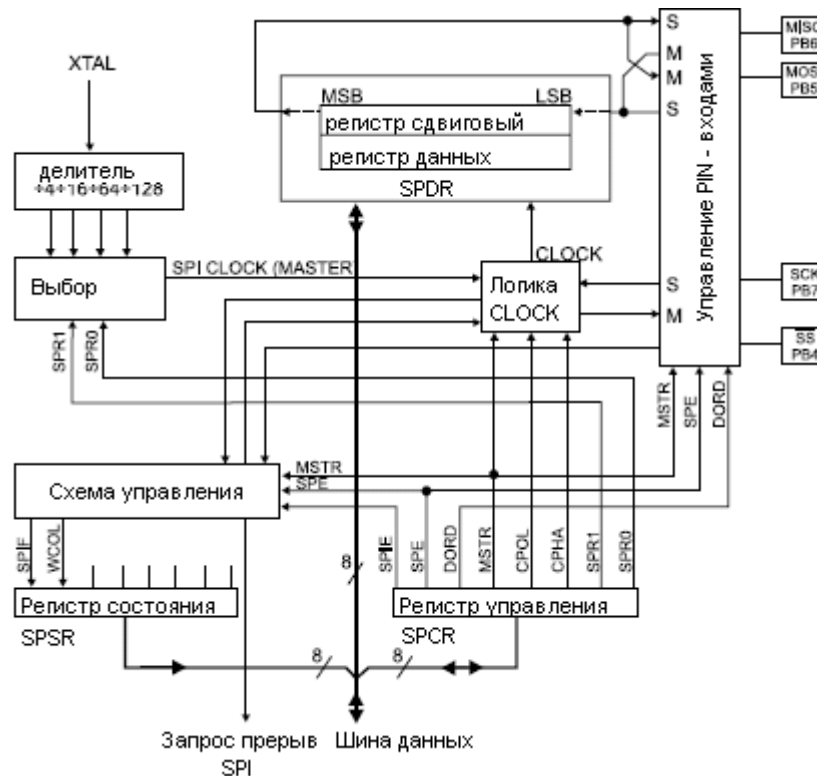 XTAL
делитель
÷4÷16÷64÷128
Выбор
SPR1
SPR0
SPI CLOCK (MASTER)
MSB
LSB
регистр сдвиговый
регистр данных
SPDR
CLOCK
Логика
CLOCK
S
M
M
S
S
M
Управление PIN - входами
PB6
MOS
PB5
SCK
PB7
SS
PB4
MSTR
SPE
DORD
Схема управления
MSTR
SPE
SPIF
WCOL
Регистр состояния
SPSR
SPIE
SPE
DORD
MSTR
CPOL
CPHA
SPR1
SPR0
Регистр управления
SPCR
8
8
8
Запрос прерыв
SPI
Шина данных